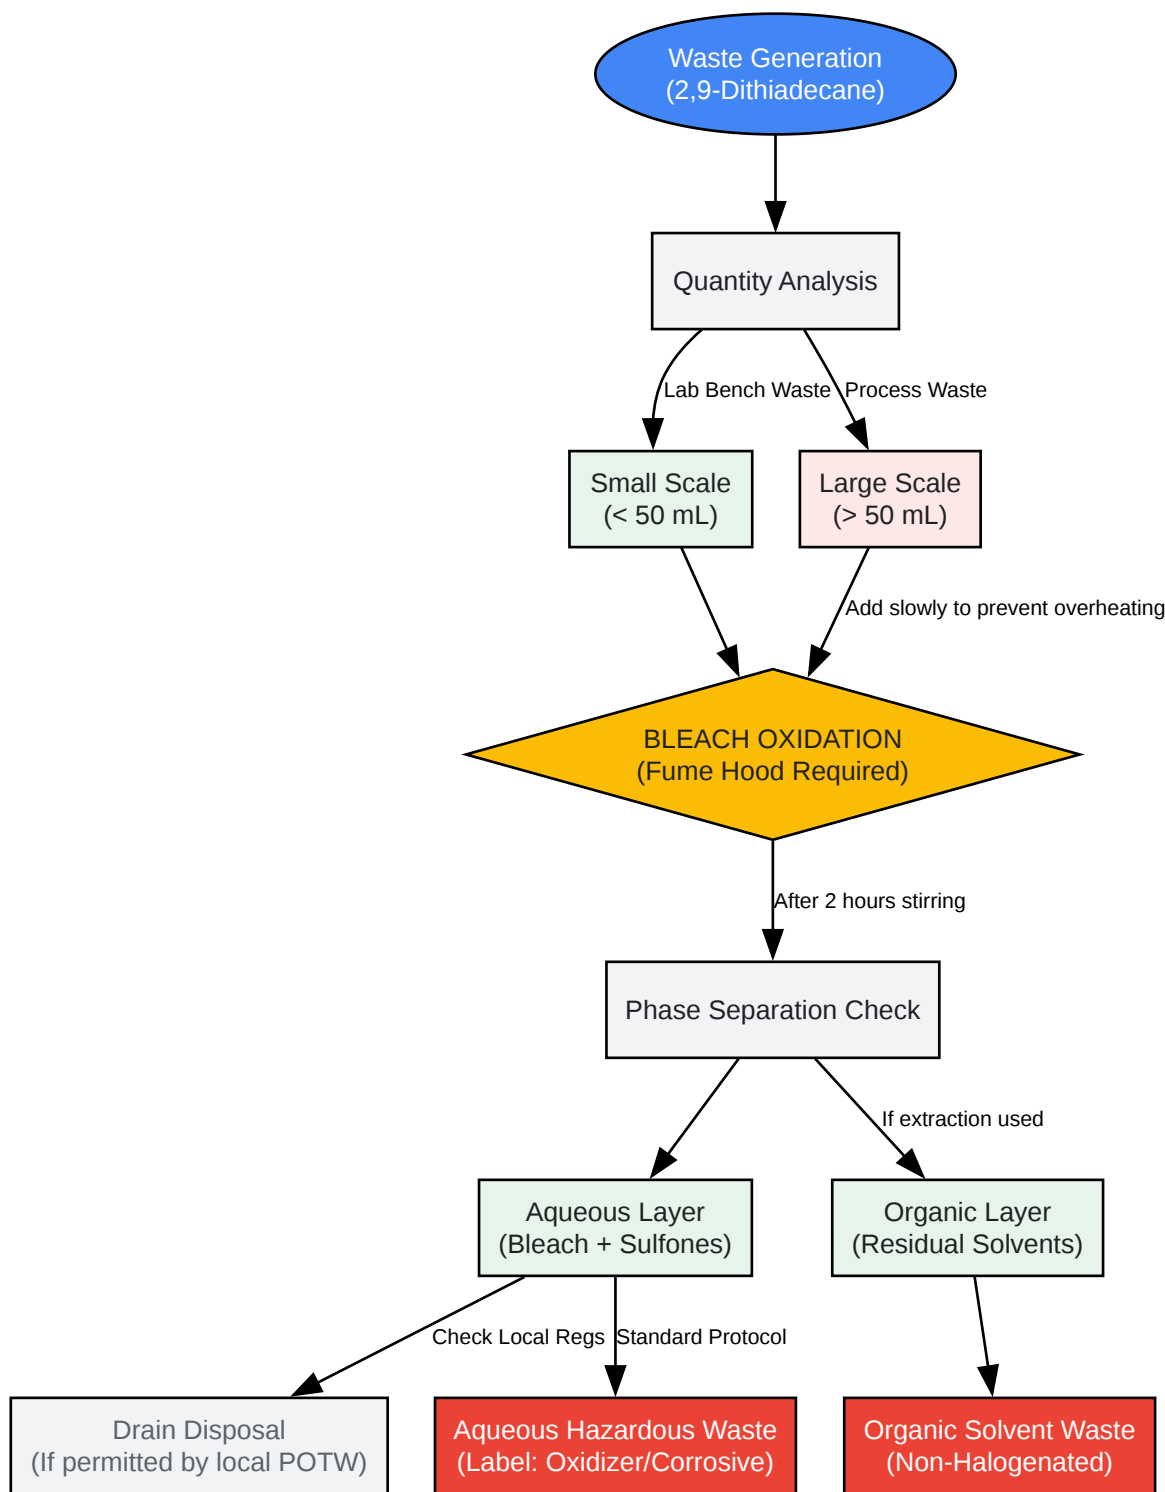 Waste Generation
(2,9-Dithiadecane)
Quantity Analysis
Lab Bench Waste
Process Waste
Small Scale
(< 50 mL)
Large Scale
(> 50 mL)
Add slowly to prevent overheating
BLEACH OXIDATION
(Fume Hood Required)
After 2 hours stirring
Phase Separation Check
If extraction used
Aqueous Layer
(Bleach + Sulfones)
Organic Layer
(Residual Solvents)
Check Local Regs
Standard Protocol
Drain Disposal
(If permitted by local POTW)
Aqueous Hazardous Waste
(Label: Oxidizer/Corrosive)
Organic Solvent Waste
(Non-Halogenated)